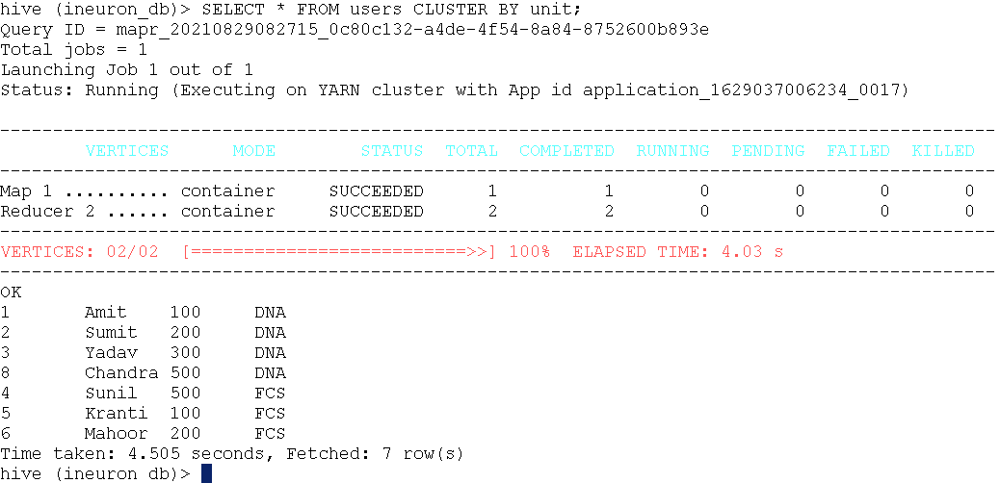 hive (ineuron_db)> SELECT * FROM users CLUSTER BY unit;
Query ID = mapr_20210829082715_0c80c132-a4de-4f54-8a84-8752600b893e
Total jobs = 1
Launching Job 1 out of 1
Status: Running (Executing on YARN cluster with App id application_1629037006234_0017)
----------------------------------------------------------------------------------------------
VERTICES MODE STATUS TOTAL COMPLETED RUNNING PENDING FAILED KILLED
----------------------------------------------------------------------------------------------
Map 1 .......... container SUCCEEDED 1 1 0 0 0 0
Reducer 2 ...... container SUCCEEDED 2 2 0 0 0 0
----------------------------------------------------------------------------------------------
VERTICES: 02/02 [==========================>>] 100% ELAPSED TIME: 4.03 s
----------------------------------------------------------------------------------------------
OK
1 Amit 100 DNA
2 Sumit 200 DNA
3 Yadav 300 DNA
8 Chandra 500 DNA
4 Sunil 500 FCS
5 Kranti 100 FCS
6 Mahoor 200 FCS
Time taken: 4.505 seconds, Fetched: 7 row(s)
hive (ineuron_db)>